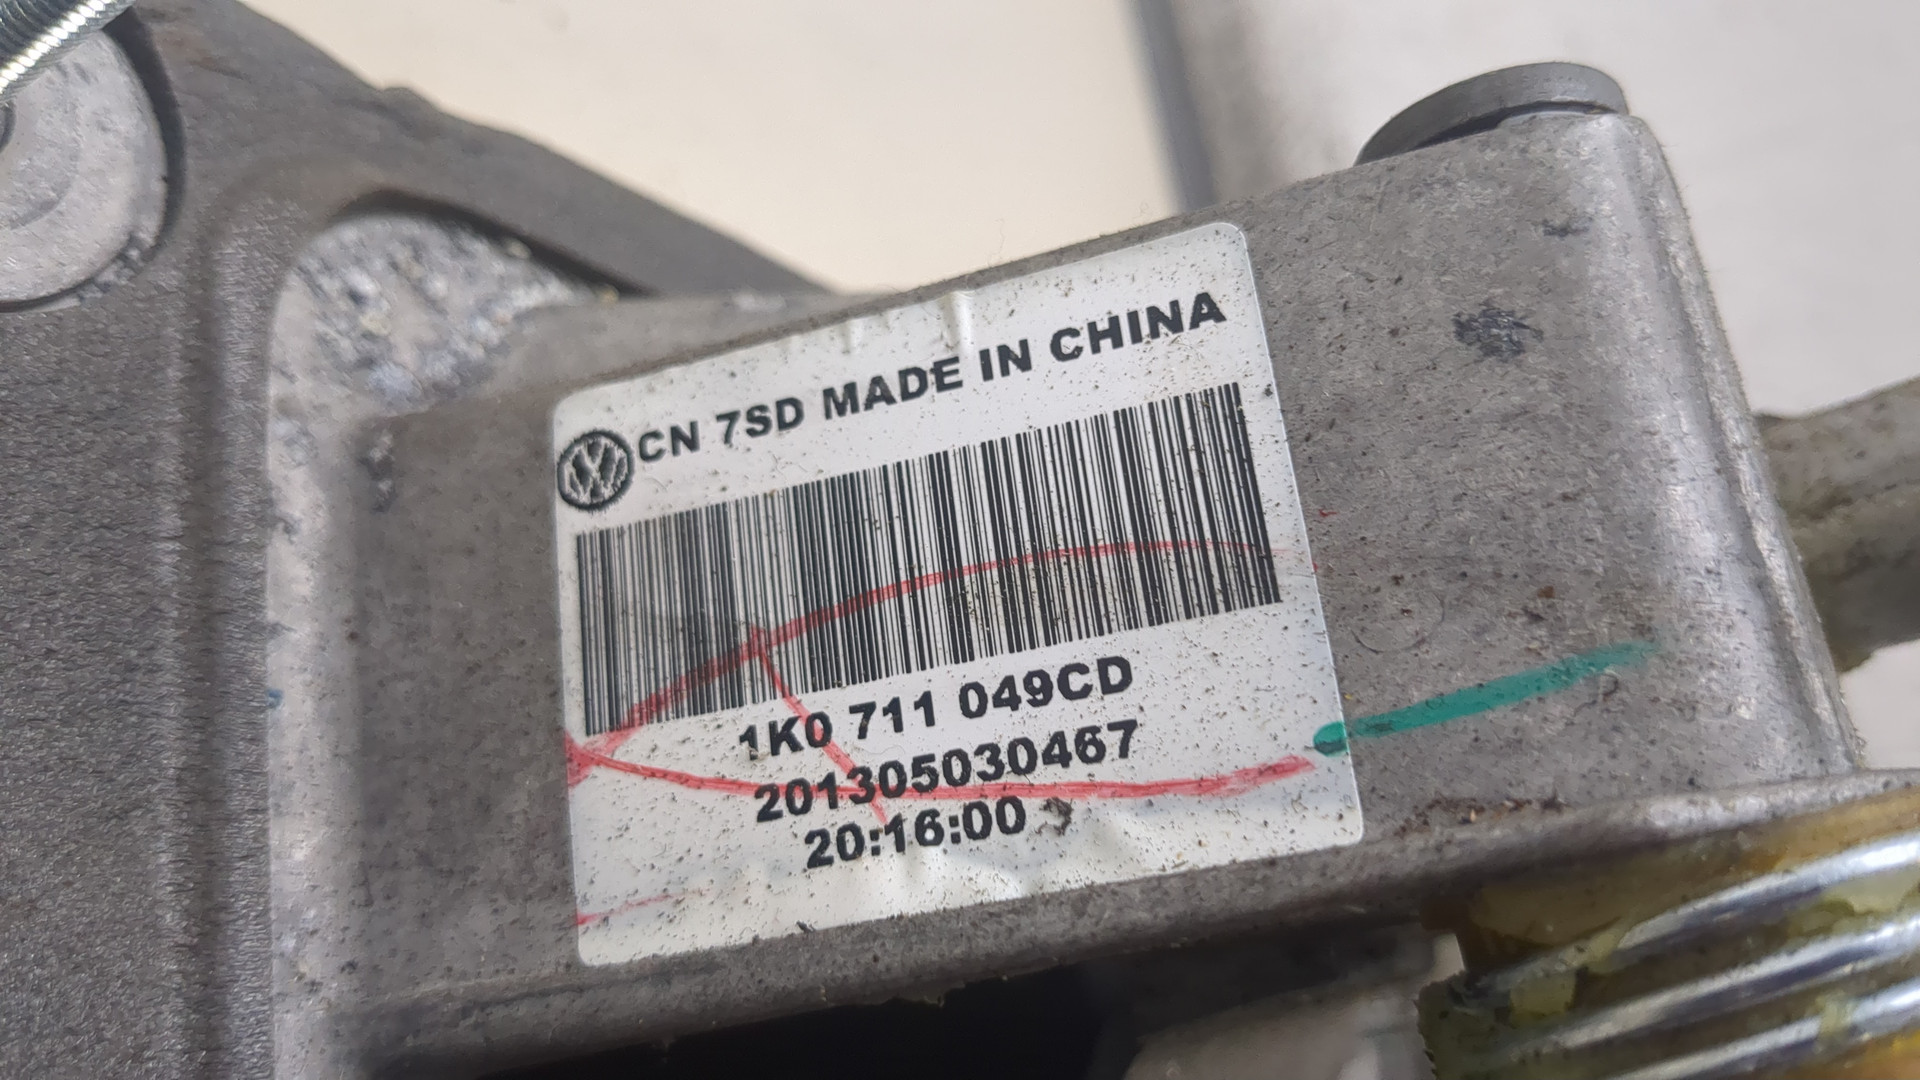 CN 7SD MADE IN CHINA
1K0 711 049CD
201305030467
20:16:00